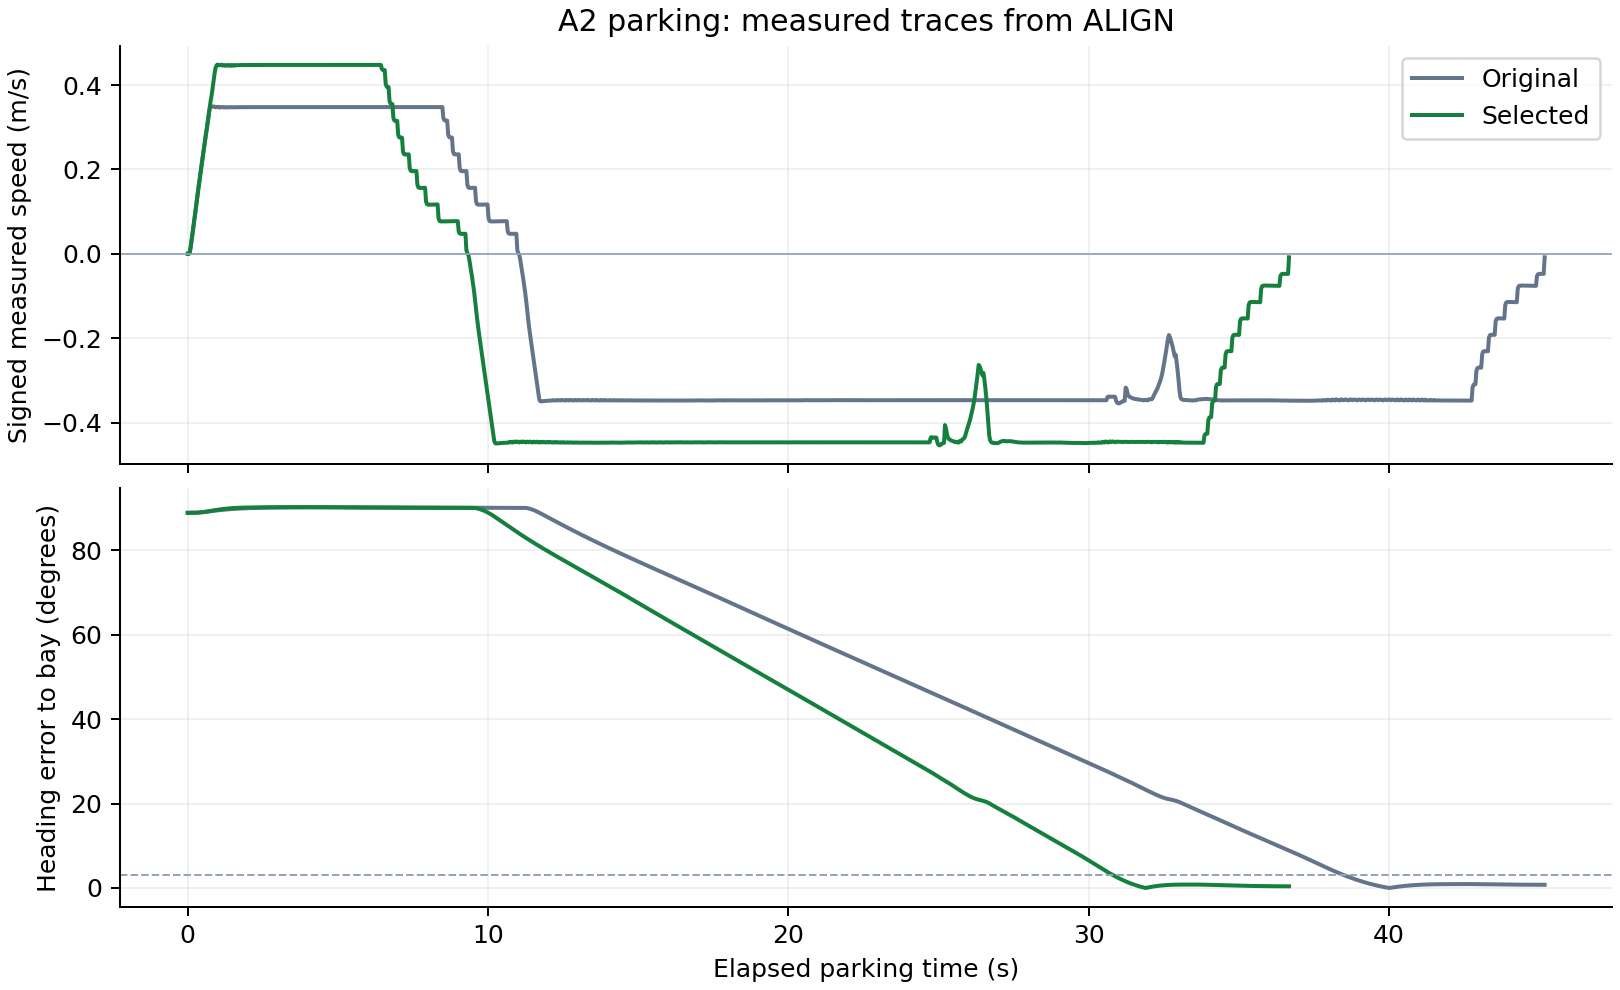 A2 parking: measured traces from ALIGN
Signed measured speed (m/s)
0.4
0.2
0.0
−0.2
−0.4
Original
Selected
Heading error to bay (degrees)
80
60
40
20
0
0 10 20 30 40
Elapsed parking time (s)